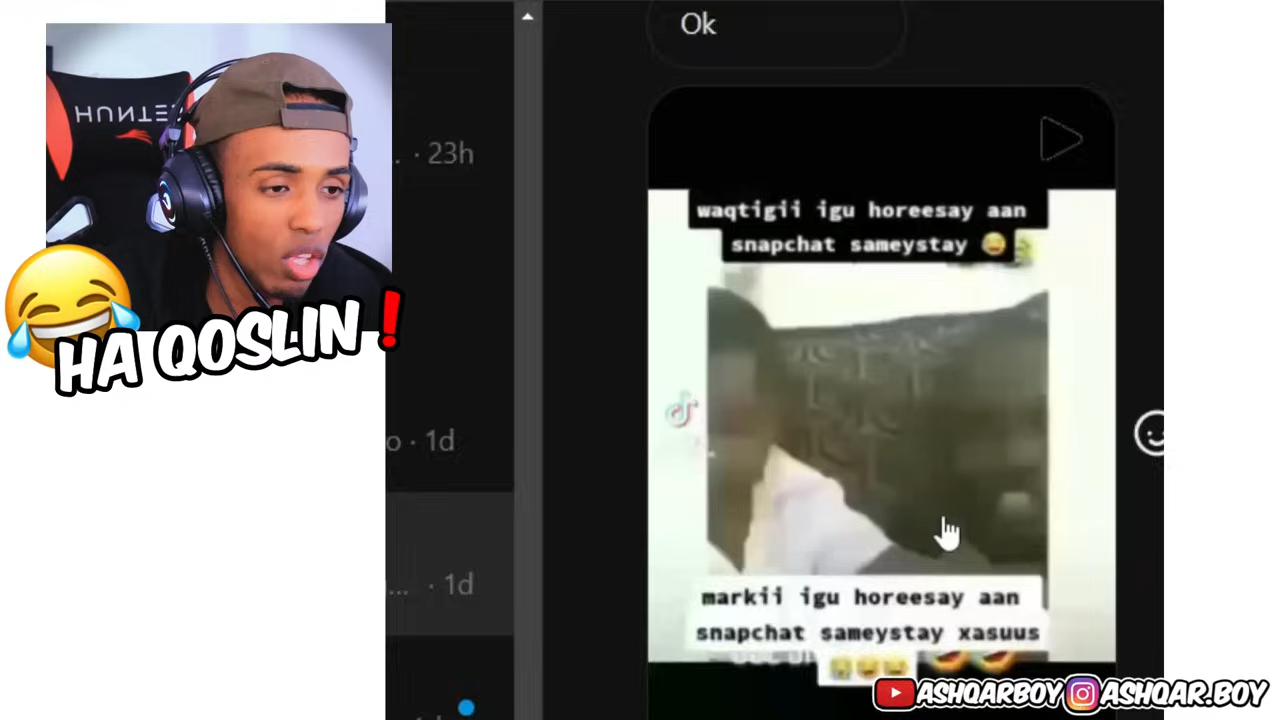 Ok
23h
waqtigii igu horeesay aan
snapchat sameystay 😂
HA QOSLIN❗
o · 1d
... · 1d
markii igu horeesay aan
snapchat sameystay xasuus
ASHQARBOY
ASHQAR.BOY